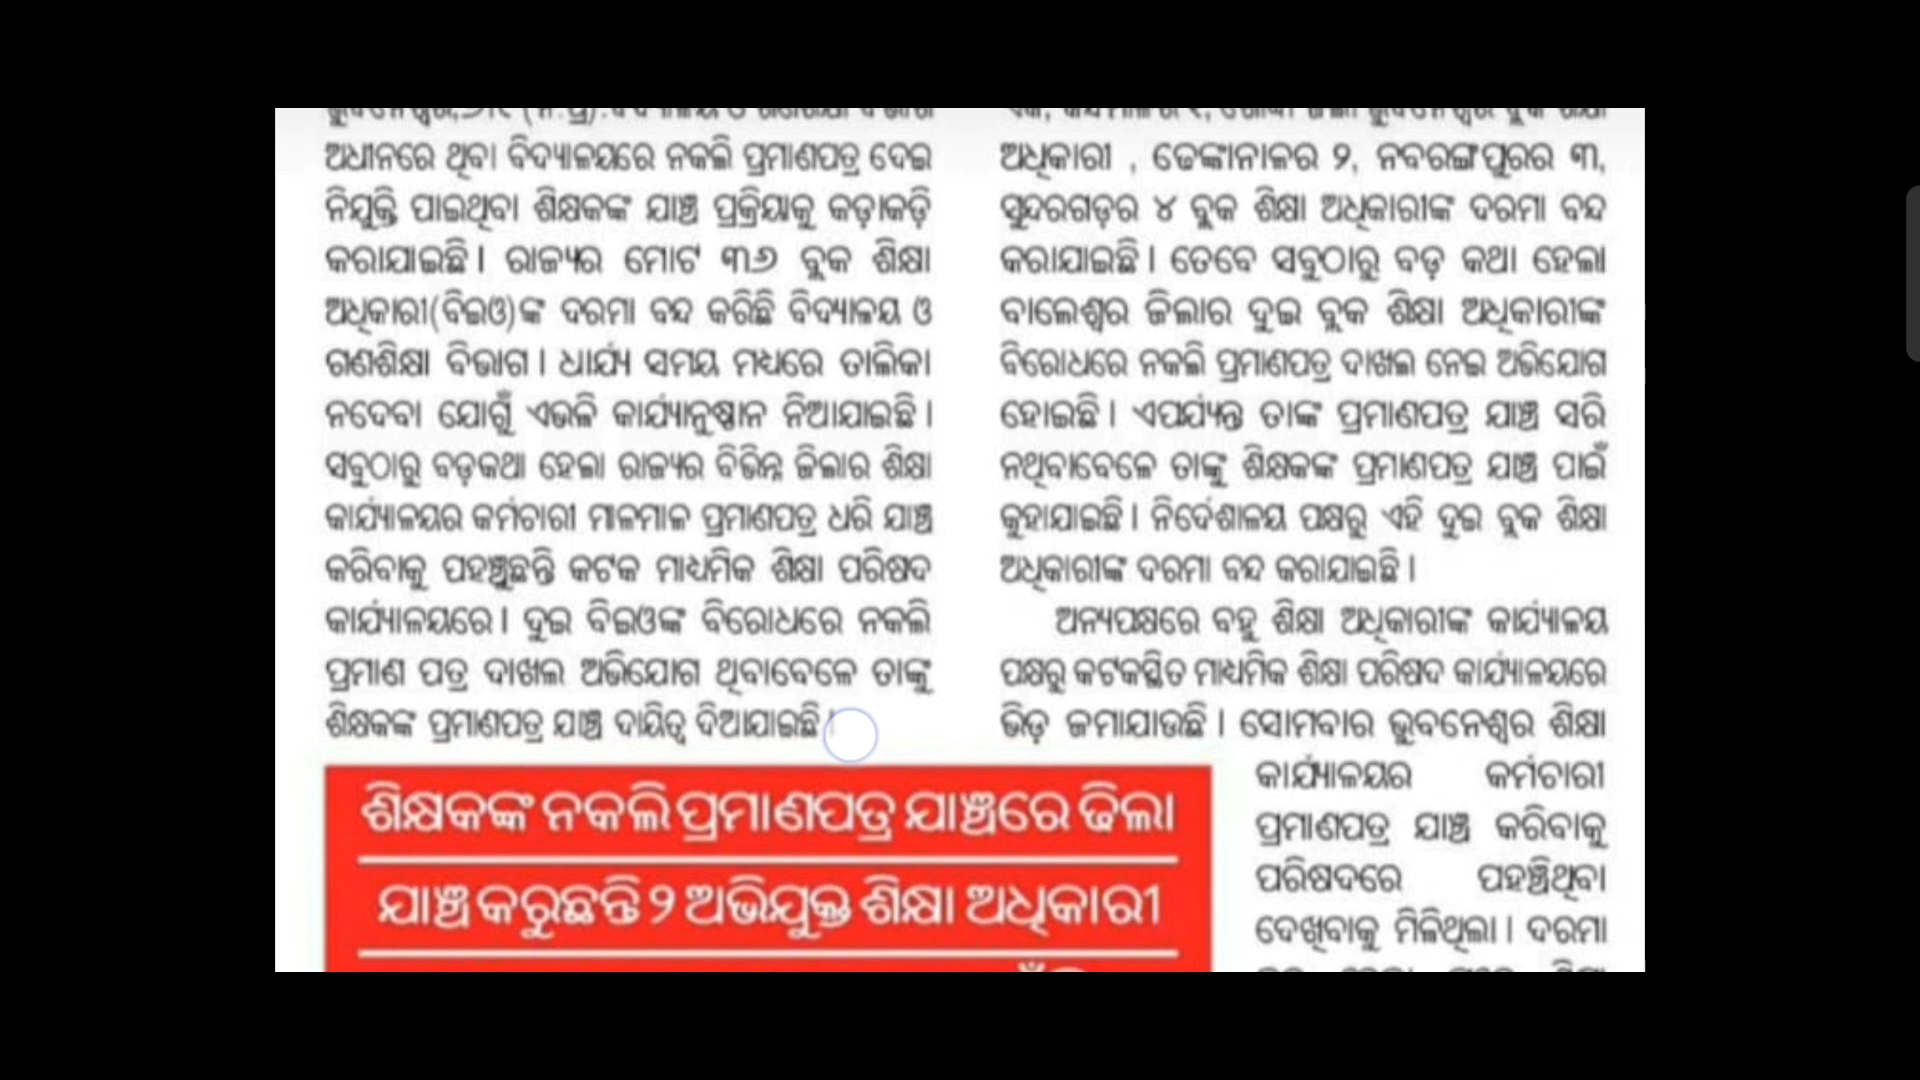 ଅଧୀନରେ ଥିବା ବିଦ୍ୟାଳୟରେ ନକଲି ପ୍ରମାଣପତ୍ର ଦେଇ
ନିଯୁକ୍ତି ପାଇଥିବା ଶିକ୍ଷକଙ୍କ ଯାଞ୍ଚ ପ୍ରକ୍ରିୟାକୁ କଡ଼ାକଡ଼ି
କରାଯାଇଛି। ରାଜ୍ୟର ମୋଟ ୩୬ ବ୍ଲକ ଶିକ୍ଷା
ଅଧିକାରୀ(ବିଇଓ)ଙ୍କ ଦରମା ବନ୍ଦ କରିଛି ବିଦ୍ୟାଳୟ ଓ
ଗଣଶିକ୍ଷା ବିଭାଗ। ଧାର୍ଯ୍ୟ ସମୟ ମଧ୍ୟରେ ତାଲିକା
ନଦେବା ଯୋଗୁଁ ଏଭଳି କାର୍ଯ୍ୟାନୁଷ୍ଠାନ ନିଆଯାଇଛି।
ସବୁଠାରୁ ବଡ଼କଥା ହେଲା ରାଜ୍ୟର ବିଭିନ୍ନ ଜିଲାର ଶିକ୍ଷା
କାର୍ଯ୍ୟାଳୟର କର୍ମଚାରୀ ମାଳମାଳ ପ୍ରମାଣପତ୍ର ଧରି ଯାଞ୍ଚ
କରିବାକୁ ପହଞ୍ଚୁଛନ୍ତି କଟକ ମାଧ୍ୟମିକ ଶିକ୍ଷା ପରିଷଦ
କାର୍ଯ୍ୟାଳୟରେ। ଦୁଇ ବିଇଓଙ୍କ ବିରୋଧରେ ନକଲି
ପ୍ରମାଣ ପତ୍ର ଦାଖଲ ଅଭିଯୋଗ ଥିବାବେଳେ ତାଙ୍କୁ
ଶିକ୍ଷକଙ୍କ ପ୍ରମାଣପତ୍ର ଯାଞ୍ଚ ଦାୟିତ୍ୱ ଦିଆଯାଇଛି।
ଶିକ୍ଷକଙ୍କ ନକଲି ପ୍ରମାଣପତ୍ର ଯାଞ୍ଚରେ ଢିଲା
ଯାଞ୍ଚ କରୁଛନ୍ତି ୨ ଅଭିଯୁକ୍ତ ଶିକ୍ଷା ଅଧିକାରୀ
ଅଧିକାରୀ , ଢେଙ୍କାନାଳର ୨, ନବରଙ୍ଗପୁରର ୩,
ସୁନ୍ଦରଗଡ଼ର ୪ ବ୍ଲକ ଶିକ୍ଷା ଅଧିକାରୀଙ୍କ ଦରମା ବନ୍ଦ
କରାଯାଇଛି। ତେବେ ସବୁଠାରୁ ବଡ଼ କଥା ହେଲା
ବାଲେଶ୍ୱର ଜିଲାର ଦୁଇ ବ୍ଲକ ଶିକ୍ଷା ଅଧିକାରୀଙ୍କ
ବିରୋଧରେ ନକଲି ପ୍ରମାଣପତ୍ର ଦାଖଲ ନେଇ ଅଭିଯୋଗ
ହୋଇଛି। ଏପର୍ଯ୍ୟନ୍ତ ତାଙ୍କ ପ୍ରମାଣପତ୍ର ଯାଞ୍ଚ ସରି
ନଥିବାବେଳେ ତାଙ୍କୁ ଶିକ୍ଷକଙ୍କ ପ୍ରମାଣପତ୍ର ଯାଞ୍ଚ ପାଇଁ
କୁହାଯାଇଛି। ନିର୍ଦେଶାଳୟ ପକ୍ଷରୁ ଏହି ଦୁଇ ବ୍ଲକ ଶିକ୍ଷା
ଅଧିକାରୀଙ୍କ ଦରମା ବନ୍ଦ କରାଯାଇଛି।
ଅନ୍ୟପକ୍ଷରେ ବହୁ ଶିକ୍ଷା ଅଧିକାରୀଙ୍କ କାର୍ଯ୍ୟାଳୟ
ପକ୍ଷରୁ କଟକସ୍ଥିତ ମାଧ୍ୟମିକ ଶିକ୍ଷା ପରିଷଦ କାର୍ଯ୍ୟାଳୟରେ
ଭିଡ଼ ଜମାଯାଉଛି। ସୋମବାର ଭୁବନେଶ୍ୱର ଶିକ୍ଷା
କାର୍ଯ୍ୟାଳୟର କର୍ମଚାରୀ
ପ୍ରମାଣପତ୍ର ଯାଞ୍ଚ କରିବାକୁ
ପରିଷଦରେ ପହଞ୍ଚିଥିବା
ଦେଖିବାକୁ ମିଳିଥିଲା। ଦରମା